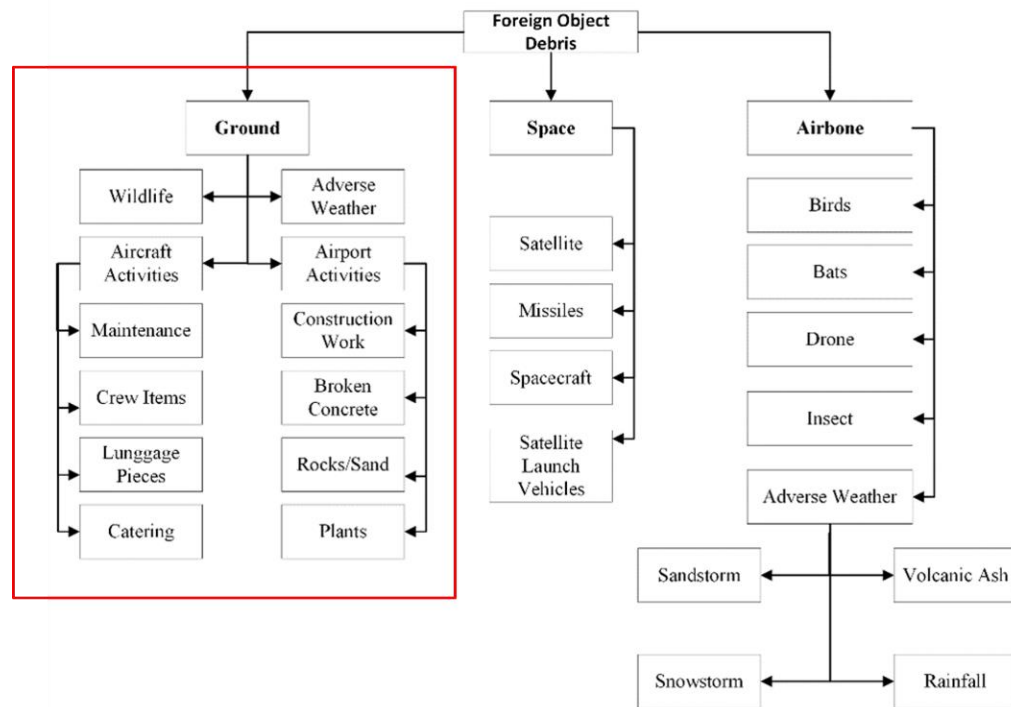 Foreign Object
Debris
Ground
Space
Airbone
Wildlife
Adverse
Weather
Aircraft
Activities
Airport
Activities
Maintenance
Construction
Work
Crew Items
Broken
Concrete
Lunggage
Pieces
Rocks/Sand
Catering
Plants
Satellite
Missiles
Spacecraft
Satellite
Launch
Vehicles
Birds
Bats
Drone
Insect
Adverse Weather
Sandstorm
Volcanic Ash
Snowstorm
Rainfall